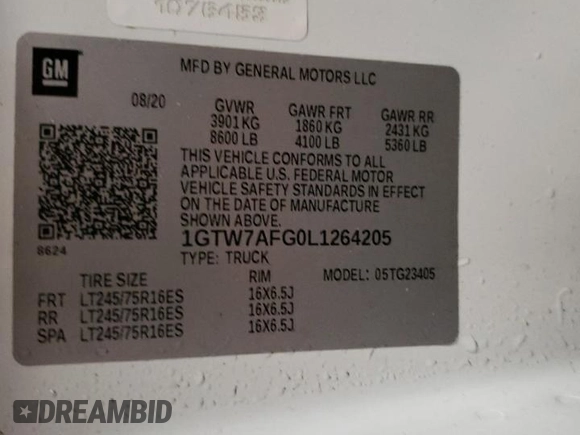 1076453
GM
MFD BY GENERAL MOTORS LLC
08/20
GVWR GAWR FRT GAWR RR
3901 KG 1860 KG 2431 KG
8600 LB 4100 LB 5360 LB
THIS VEHICLE CONFORMS TO ALL
APPLICABLE U.S. FEDERAL MOTOR
VEHICLE SAFETY STANDARDS IN EFFECT
ON THE DATE OF MANUFACTURE
SHOWN ABOVE.
8624
1GTW7AFG0L1264205
TYPE: TRUCK MODEL: 05TG23405
TIRE SIZE RIM
FRT LT245/75R16ES 16X6.5J
RR LT245/75R16ES 16X6.5J
SPA LT245/75R16ES 16X6.5J
DREAMBID